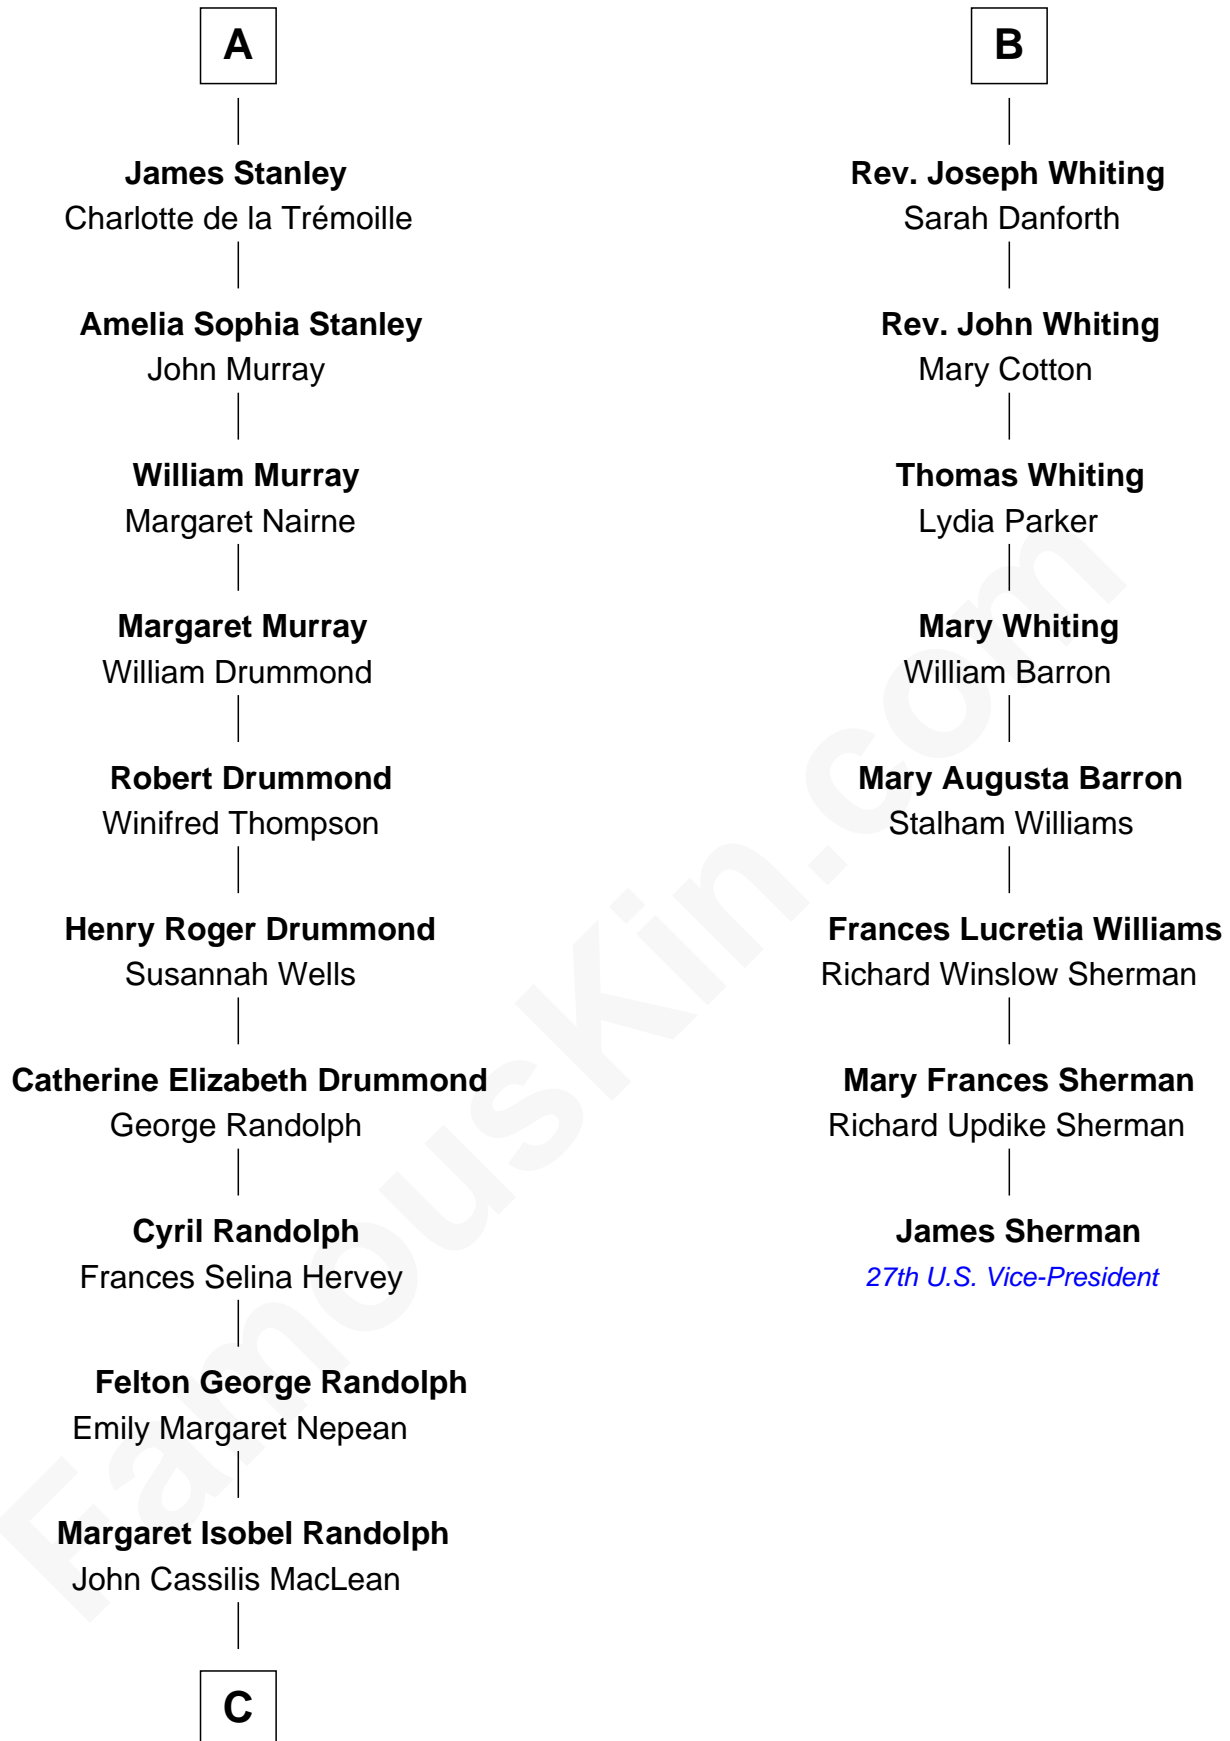 A
James Stanley
Charlotte de la Trémoille
Amelia Sophia Stanley
John Murray
William Murray
Margaret Nairne
Margaret Murray
William Drummond
Robert Drummond
Winifred Thompson
Henry Roger Drummond
Susannah Wells
Catherine Elizabeth Drummond
George Randolph
Cyril Randolph
Frances Selina Hervey
Felton George Randolph
Emily Margaret Nepean
Margaret Isobel Randolph
John Cassilis MacLean
C
B
Rev. Joseph Whiting
Sarah Danforth
Rev. John Whiting
Mary Cotton
Thomas Whiting
Lydia Parker
Mary Whiting
William Barron
Mary Augusta Barron
Stalham Williams
Frances Lucretia Williams
Richard Winslow Sherman
Mary Frances Sherman
Richard Updike Sherman
James Sherman
27th U.S. Vice-President
FamousKin.com